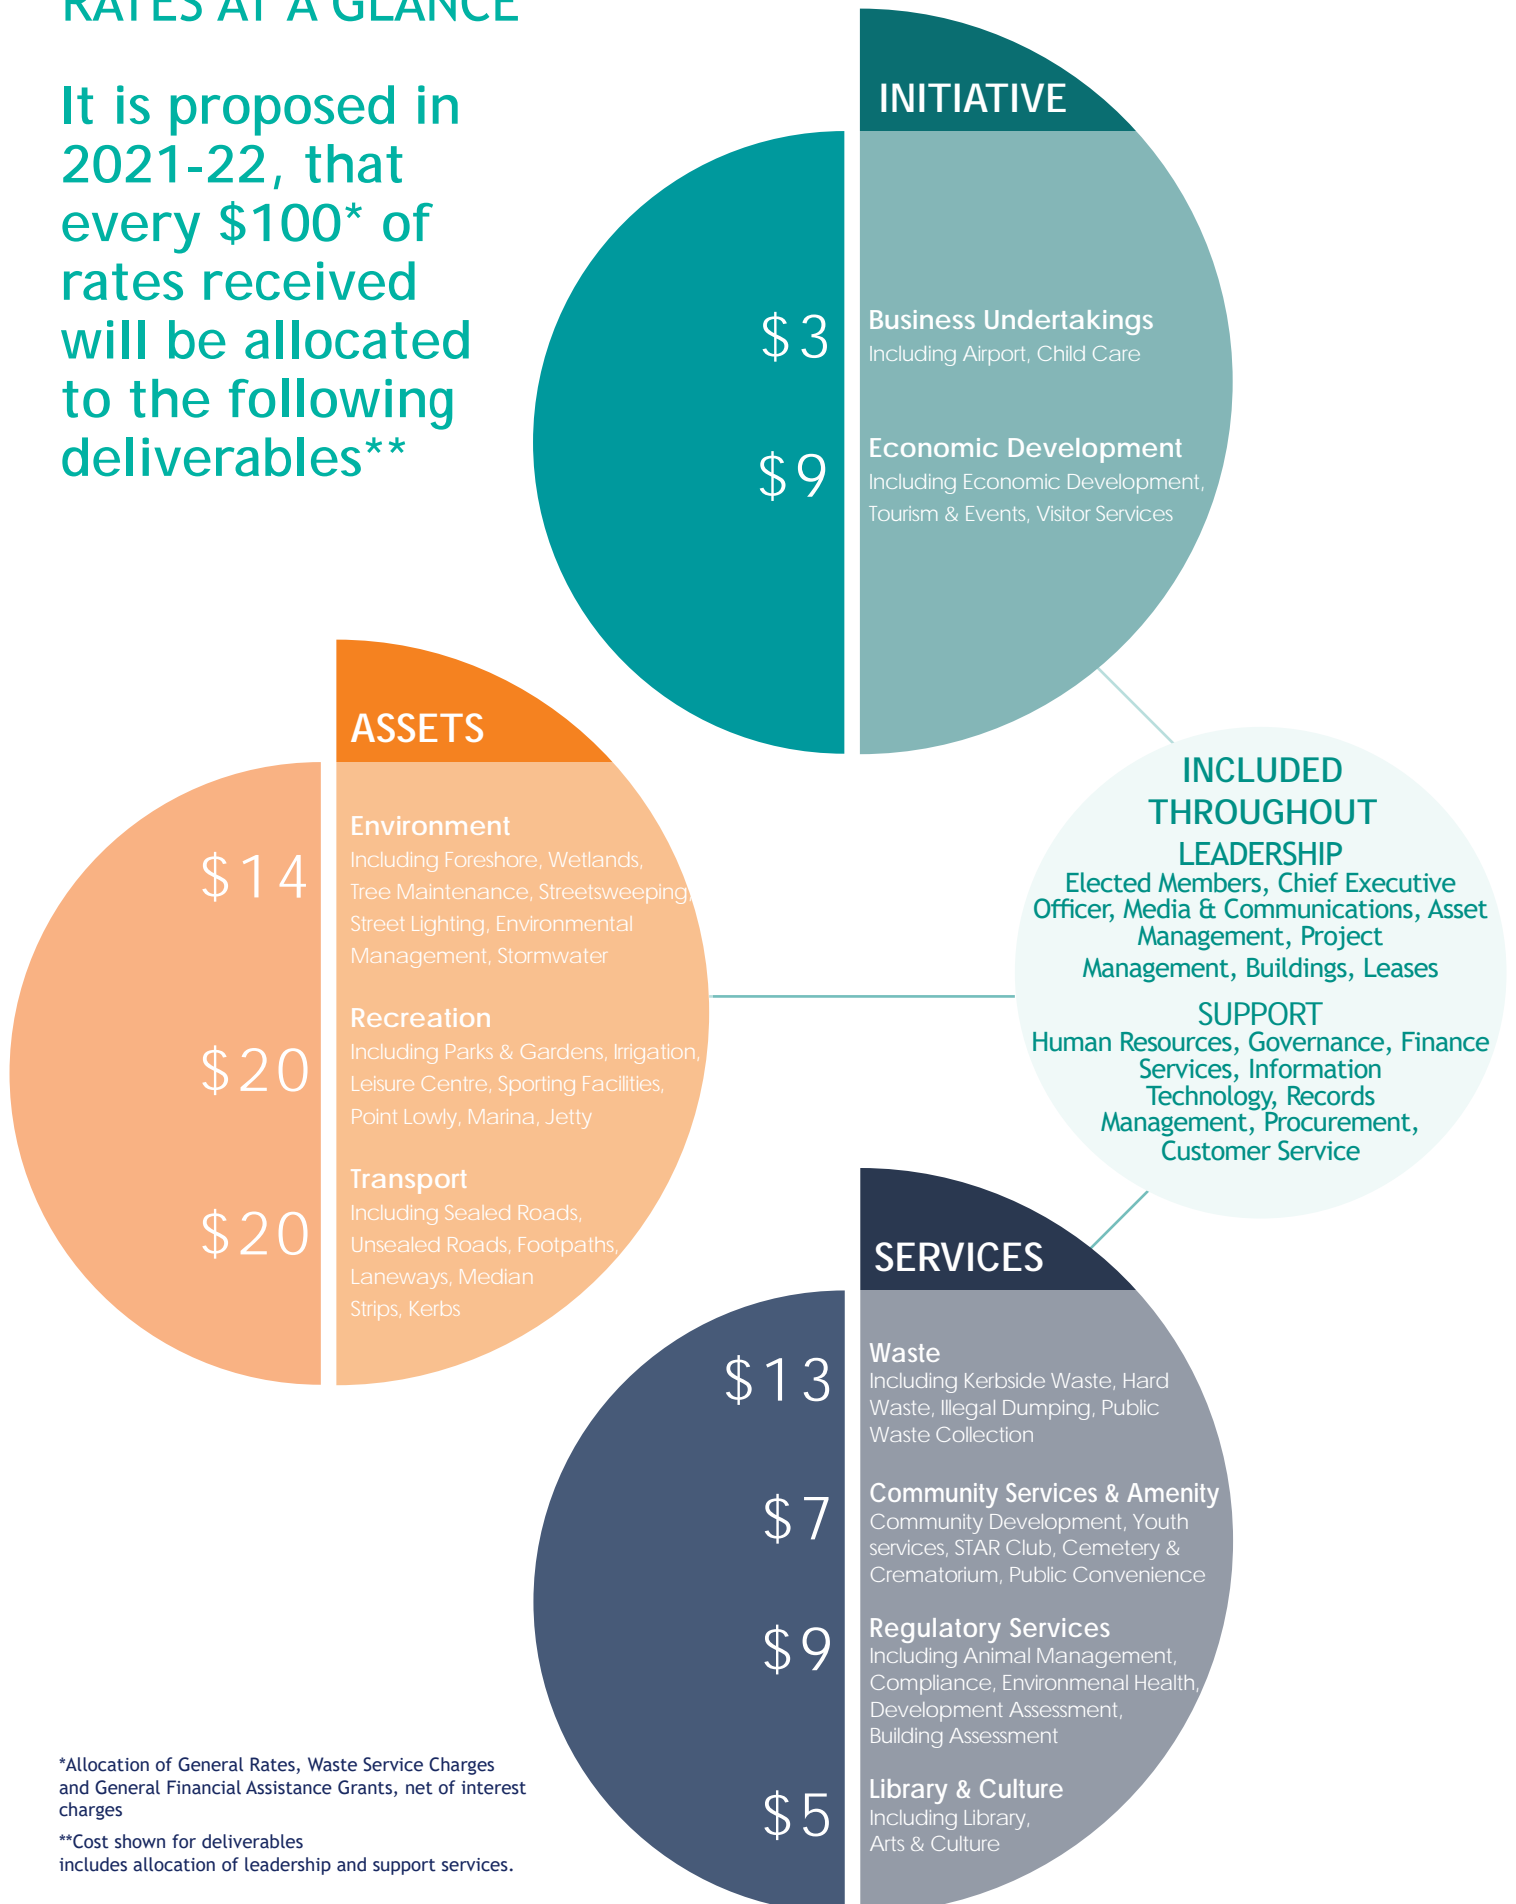 RATES AT A GLANCE
It is proposed in
2021-22, that
every $100* of
rates received
will be allocated
to the following
deliverables**
INITIATIVE
$3
Business Undertakings
Including Airport, Child Care
$9
Economic Development
Including Economic Development,
Tourism & Events, Visitor Services
ASSETS
$14
Environment
Including Foreshore, Wetlands,
Tree Maintenance, Streetsweeping,
Street Lighting, Environmental
Management, Stormwater
$20
Recreation
Including Parks & Gardens, Irrigation,
Leisure Centre, Sporting Facilities,
Point Lowly, Marina, Jetty
$20
Transport
Including Sealed Roads,
Unsealed Roads, Footpaths,
Laneways, Median
Strips, Kerbs
INCLUDED
THROUGHOUT
LEADERSHIP
Elected Members, Chief Executive
Officer, Media & Communications, Asset
Management, Project
Management, Buildings, Leases
SUPPORT
Human Resources, Governance, Finance
Services, Information
Technology, Records
Management, Procurement,
Customer Service
SERVICES
$13
Waste
Including Kerbside Waste, Hard
Waste, Illegal Dumping, Public
Waste Collection
$7
Community Services & Amenity
Community Development, Youth
services, STAR Club, Cemetery &
Crematorium, Public Convenience
$9
Regulatory Services
Including Animal Management,
Compliance, Environmenal Health,
Development Assessment,
Building Assessment
$5
Library & Culture
Including Library,
Arts & Culture
*Allocation of General Rates, Waste Service Charges
and General Financial Assistance Grants, net of interest
charges
**Cost shown for deliverables
includes allocation of leadership and support services.